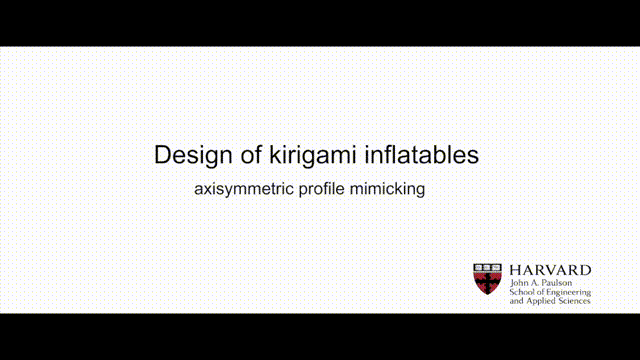 Design of kirigami inflatables
axisymmetric profile mimicking
HARVARD
John A. Paulson
School of Engineering
and Applied Sciences